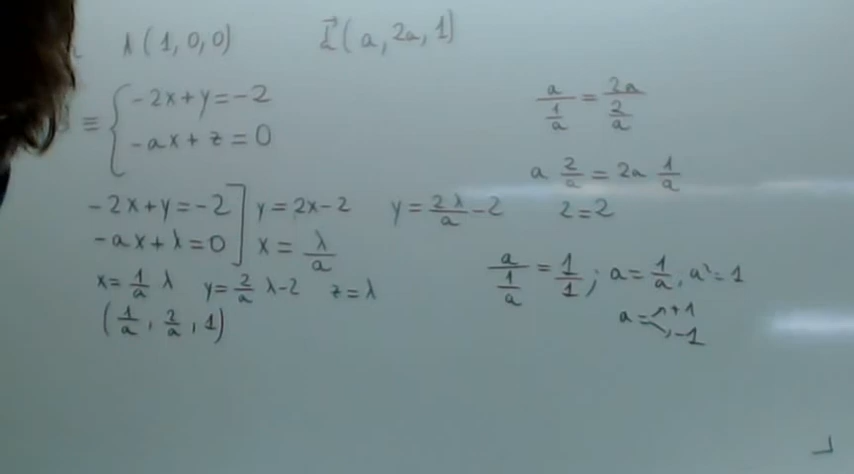 A(1, 0, 0)
d⃗(a, 2a, 1)
≡ { -2x+y=-2
-ax+z=0
-2x+y=-2 ] y=2x-2 y=2λ/a-2
-ax+λ=0 ] x=λ/a
x=1/a λ y=2/a λ-2 z=λ
(1/a, 2/a, 1)
a/(1/a) = 2a/(2/a)
a 2/a = 2a 1/a
2=2
a/(1/a) = 1/1; a=1/a, a²=1
a= +1
-1